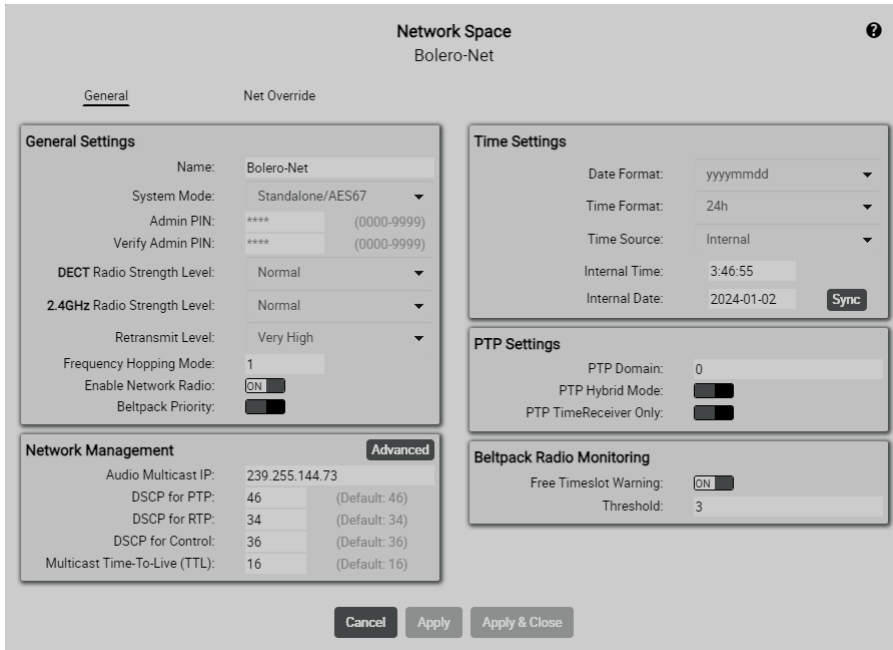 Network Space
Bolero-Net
General
Net Override
General Settings
Name: Bolero-Net
System Mode: Standalone/AES67
Admin PIN: **** (0000-9999)
Verify Admin PIN: **** (0000-9999)
DECT Radio Strength Level: Normal
2.4GHz Radio Strength Level: Normal
Retransmit Level: Very High
Frequency Hopping Mode: 1
Enable Network Radio: ON
Beltpack Priority:
Network Management Advanced
Audio Multicast IP: 239.255.144.73
DSCP for PTP: 46 (Default: 46)
DSCP for RTP: 34 (Default: 34)
DSCP for Control: 36 (Default: 36)
Multicast Time-To-Live (TTL): 16 (Default: 16)
Time Settings
Date Format: yyyymmdd
Time Format: 24h
Time Source: Internal
Internal Time: 3:46:55
Internal Date: 2024-01-02 Sync
PTP Settings
PTP Domain: 0
PTP Hybrid Mode:
PTP TimeReceiver Only:
Beltpack Radio Monitoring
Free Timeslot Warning: ON
Threshold: 3
Cancel Apply Apply & Close